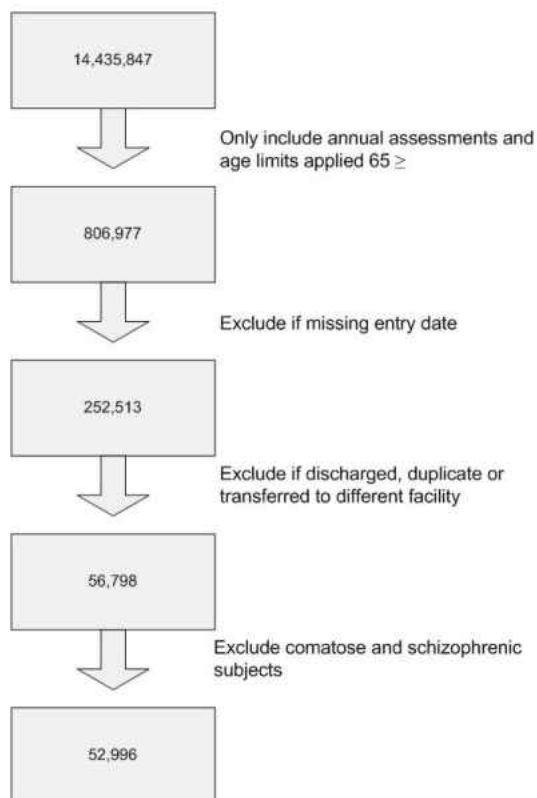 14,435,847
Only include annual assessments and
age limits applied 65 ≥
806,977
Exclude if missing entry date
252,513
Exclude if discharged, duplicate or
transferred to different facility
56,798
Exclude comatose and schizophrenic
subjects
52,996